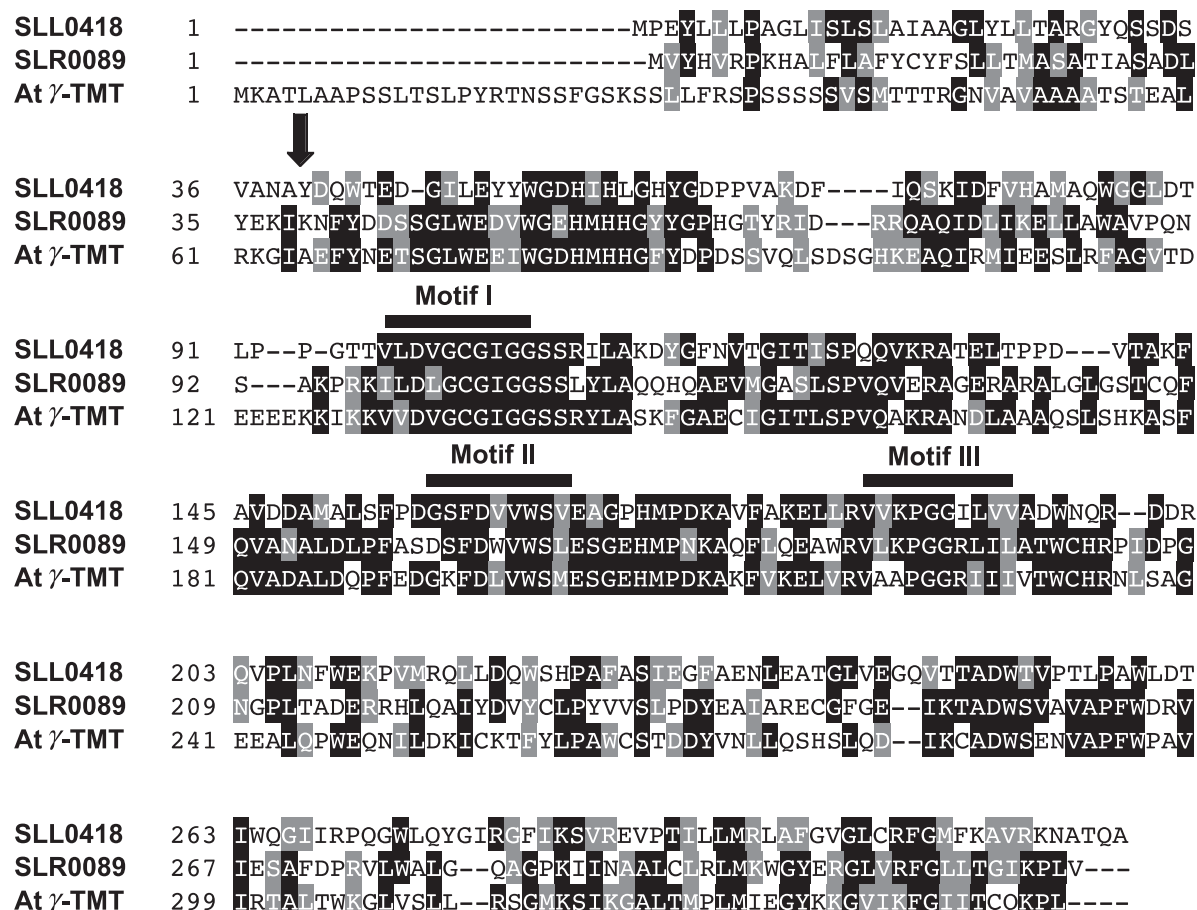 SLL0418 1 --------------------------MPEYLLLPAGLISLSLAIAAGLYLLTARGYQSSDS
SLR0089 1 --------------------------MVYHVRPKHALFLAFYCYFSLLTMASATIASADL
At γ-TMT 1 MKATLAAPSSLTSLPYRTNSSFGSKSSLLFRSPSSSSSVSMTTTRGNVAVAAAATSTEAL
SLL0418 36 VANAYDQWTED-GILEYYWGDHIHLGHYGDPPVAKDF----IQSKIDFVHAMAQWGGLDT
SLR0089 35 YEKIKNFYDDSSGLWEDVWGEHMHHGYYGPHGTYRID---RRQAQIDLIKELLAWAVPQN
At γ-TMT 61 RKGIAEFYNETSGLWEEIWGDHMHHGFYDPDSSVQLSDSGHKEAQIRMIEESLRFAGVTD
Motif I
SLL0418 91 LP--P-GTTVLDVGCGIGGSSRILAKDYGFNVTGITISPQQVKRATELTPPD---VTAKF
SLR0089 92 S---AKPRKILDLGCGIGGSSLYLAQQHQAEVMGASLSPVQVERAGERARALGLGSTCQF
At γ-TMT 121 EEEEKKIKKVVDVGCGIGGSSRYLASKFGAECIGITLSPVQAKRANDLAAAQSLSHKASF
Motif II Motif III
SLL0418 145 AVDDAMALSFPDGSFDVVWSVEAGPHMPDKAVFAKELLRVVKPGGILVVADWNQR--DDR
SLR0089 149 QVANALDLPFASDSFDWVWSLESGEHMPNKAQFLQEAWRVLKPGGRLILATWCHRPIDPG
At γ-TMT 181 QVADALDQPFEDGKFDLVWSMESGEHMPDKAKFVKELVRVAAPGGRIIIVTWCHRNLSAG
SLL0418 203 QVPLNFWEKPVMRQLLDQWSHPAFASIEGFAENLEATGLVEGQVTTADWTVPTLPAWLDT
SLR0089 209 NGPLTADERRHLQAIYDVYCLPYVVSLPDYEAIARECGFGE--IKTADWSVAVAPFWDRV
At γ-TMT 241 EEALQPWEQNILDKICKTFYLPAWCSTDDYVNLLQSHSLQD--IKCADWSENVAPFWPAV
SLL0418 263 IWQGIIRPQGWLQYGIRGFIKSVREVPTILLMRLAFGVGLCRFGMFKAVRKNATQA
SLR0089 267 IESAFDPRVLWALG--QAGPKIINAALCLRLMKWGYERGLVRFGLLTGIKPLV----
At γ-TMT 299 IRTALTWKGLVSLL--RSGMKSIKGALTMPLMIEGYKKGVIKFGIITCQKPL----